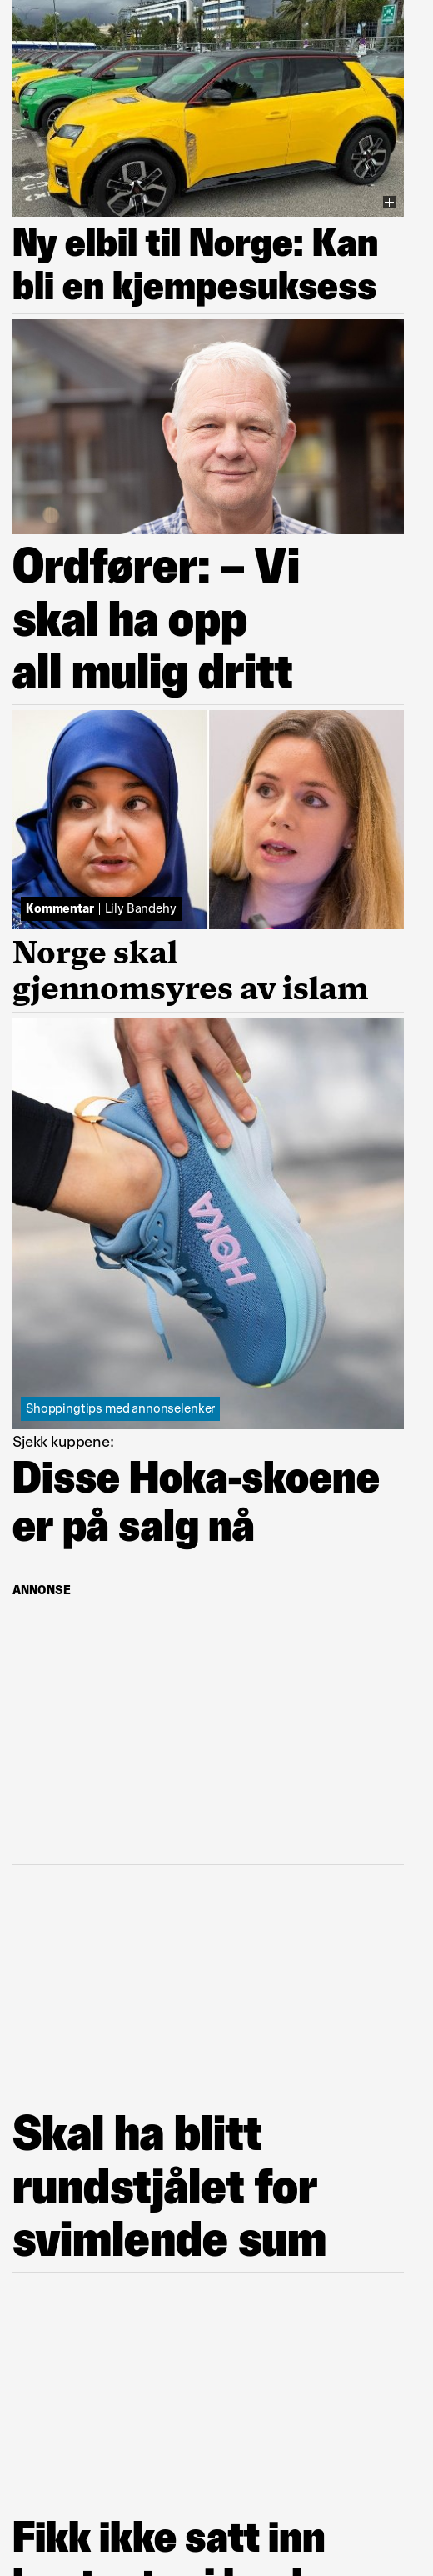 Ny elbil til Norge: Kan
bli en kjempesuksess
Ordfører: – Vi
skal ha opp
all mulig dritt
Kommentar | Lily Bandehy
Norge skal
gjennomsyres av islam
HOKA
Shoppingtips med annonselenker
Sjekk kuppene:
Disse Hoka-skoene
er på salg nå
ANNONSE
Skal ha blitt
rundstjålet for
svimlende sum
Fikk ikke satt inn